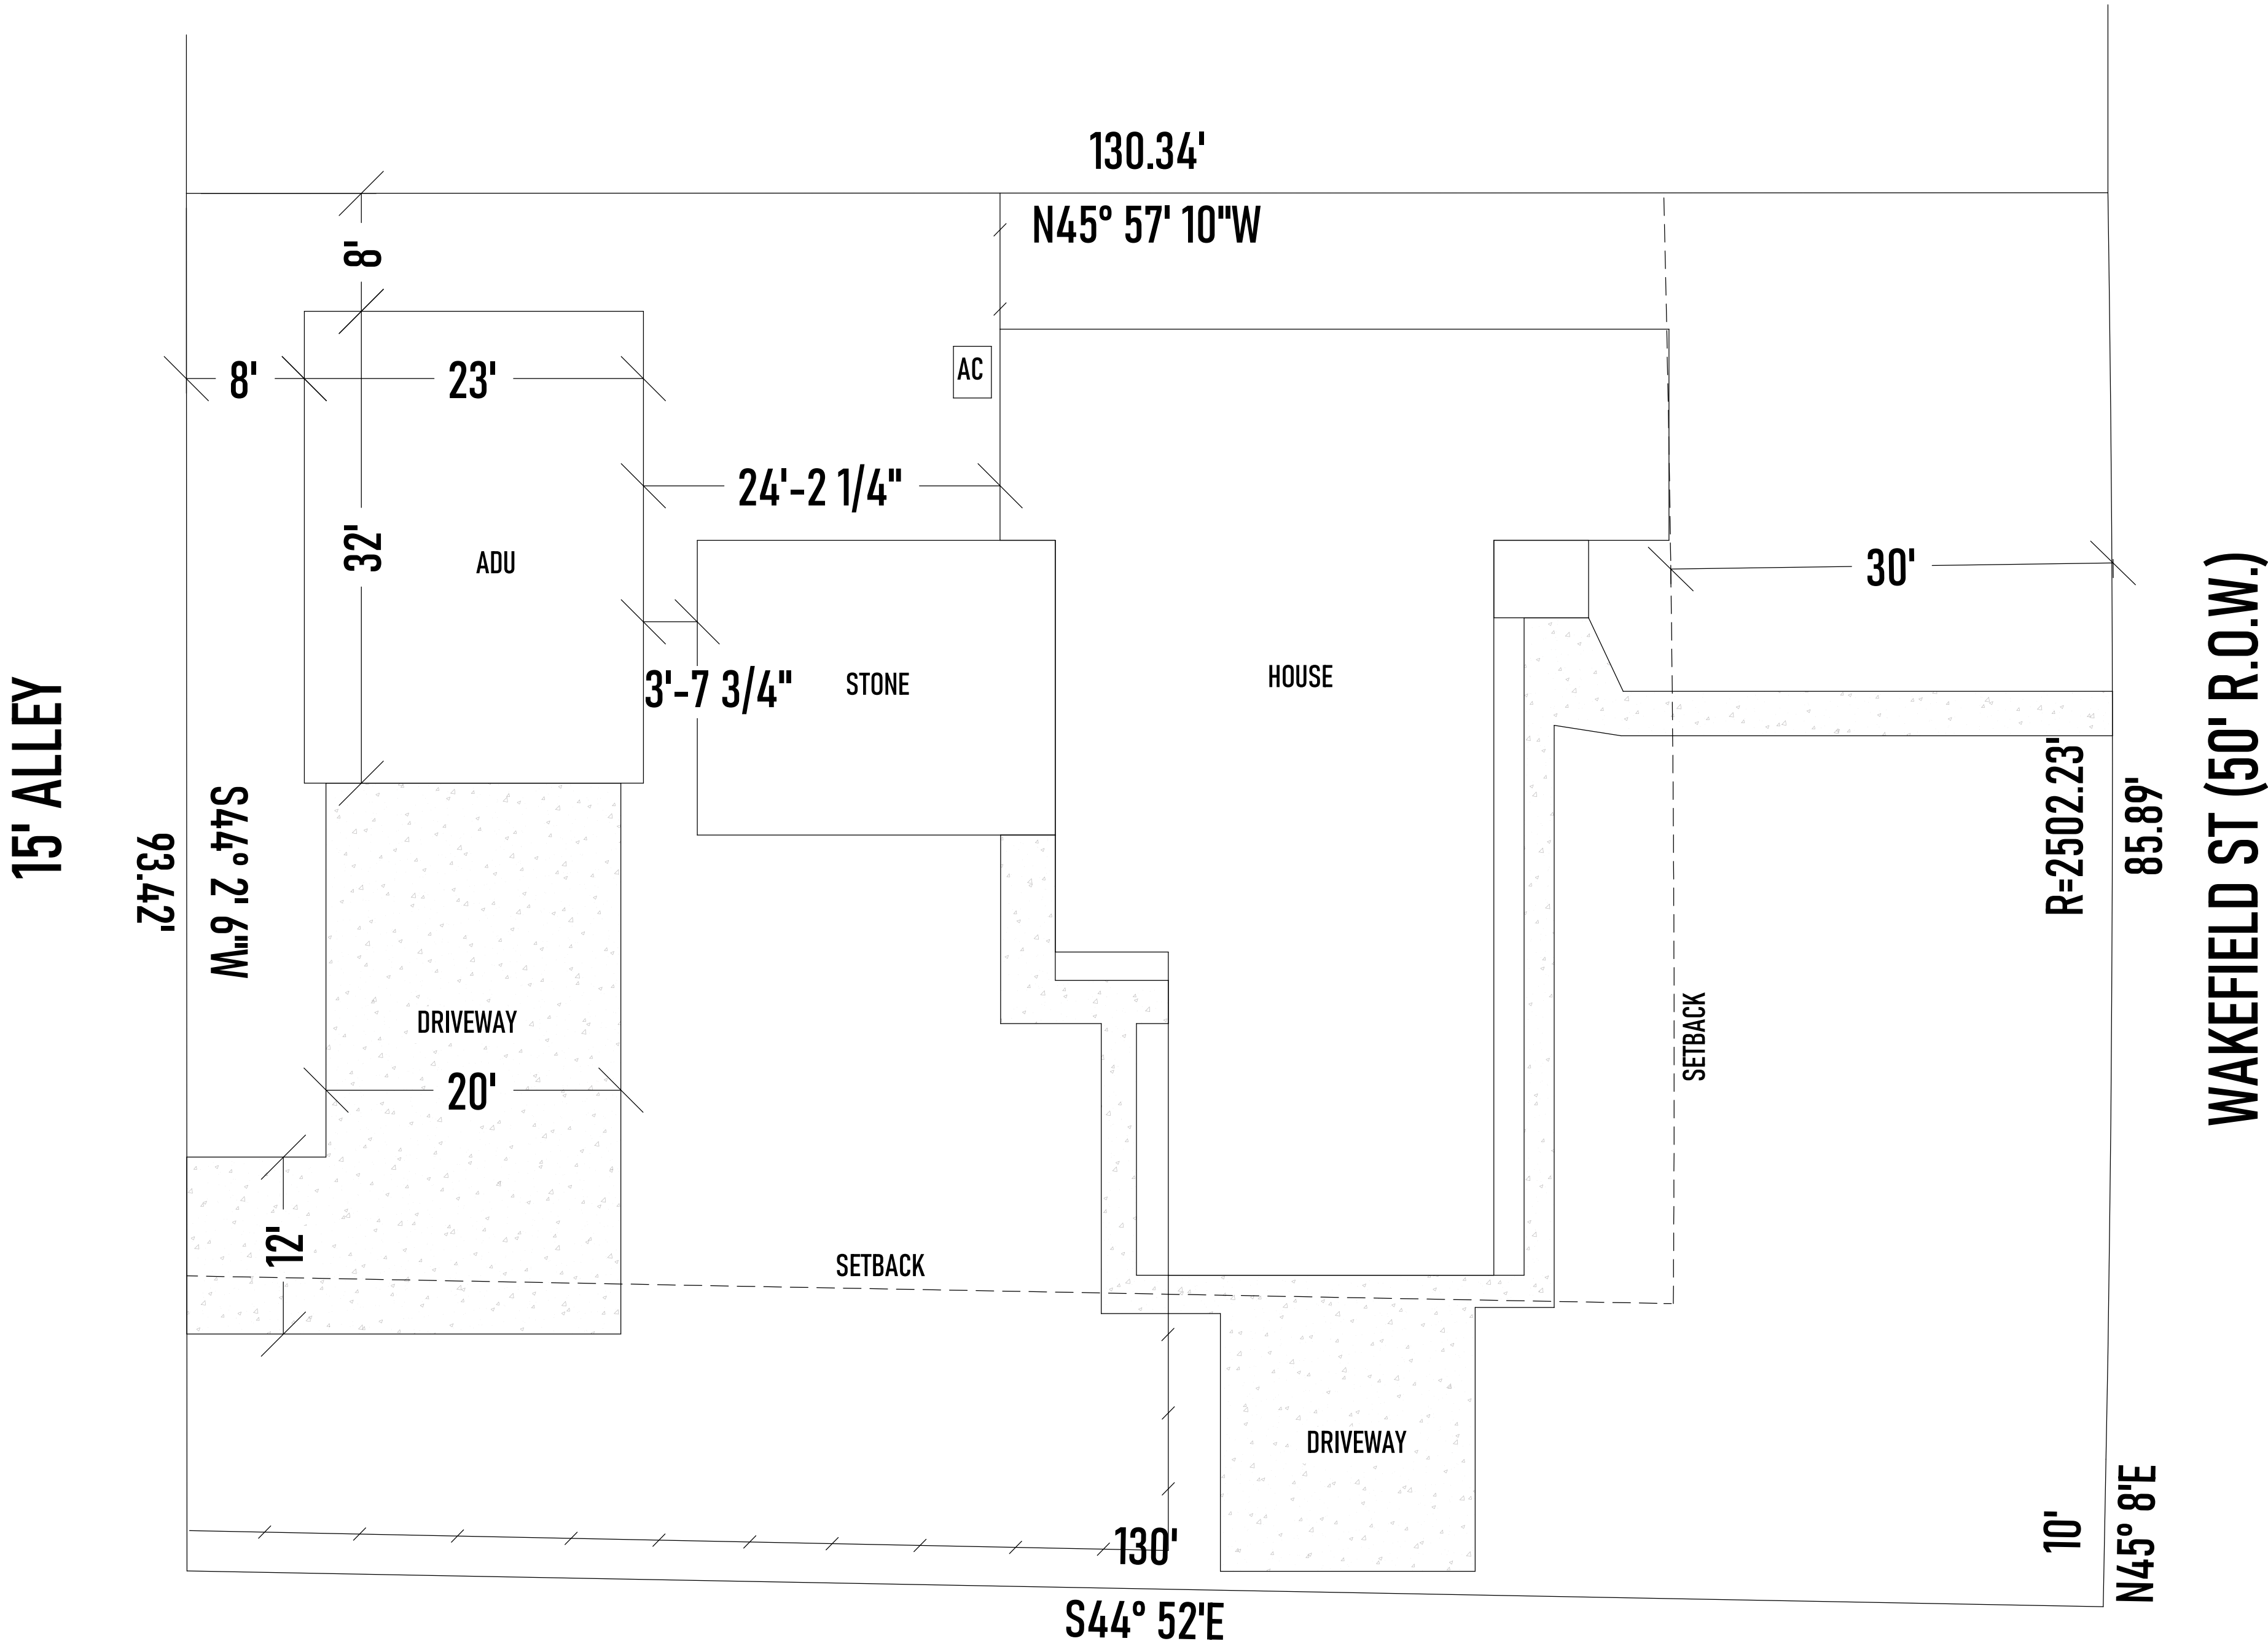 130.34'
N45° 57' 10"W
8'
AC
8'
23'
24'-2 1/4"
32'
ADU
30'
3'-7 3/4"
STONE
HOUSE
15' ALLEY
93.42'
S44° 2' 6"W
R=2502.23'
85.89'
WAKEFIELD ST (50' R.O.W.)
DRIVEWAY
20'
SETBACK
12'
SETBACK
DRIVEWAY
130'
S44° 52'E
10'
N45° 8'E